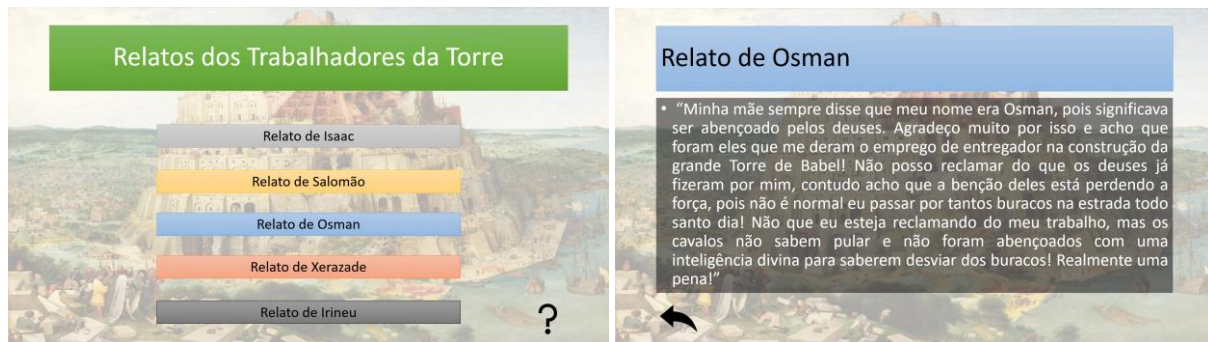 Relatos dos Trabalhadores da Torre
Relato de Isaac
Relato de Salomão
Relato de Osman
Relato de Xerazade
Relato de Irineu
?
Relato de Osman
• “Minha mãe sempre disse que meu nome era Osman, pois significava
ser abençoado pelos deuses. Agradeço muito por isso e acho que
foram eles que me deram o emprego de entregador na construção da
grande Torre de Babel! Não posso reclamar do que os deuses já
fizeram por mim, contudo acho que a benção deles está perdendo a
força, pois não é normal eu passar por tantos buracos na estrada todo
santo dia! Não que eu esteja reclamando do meu trabalho, mas os
cavalos não sabem pular e não foram abençoados com uma
inteligência divina para saberem desviar dos buracos! Realmente uma
pena!”